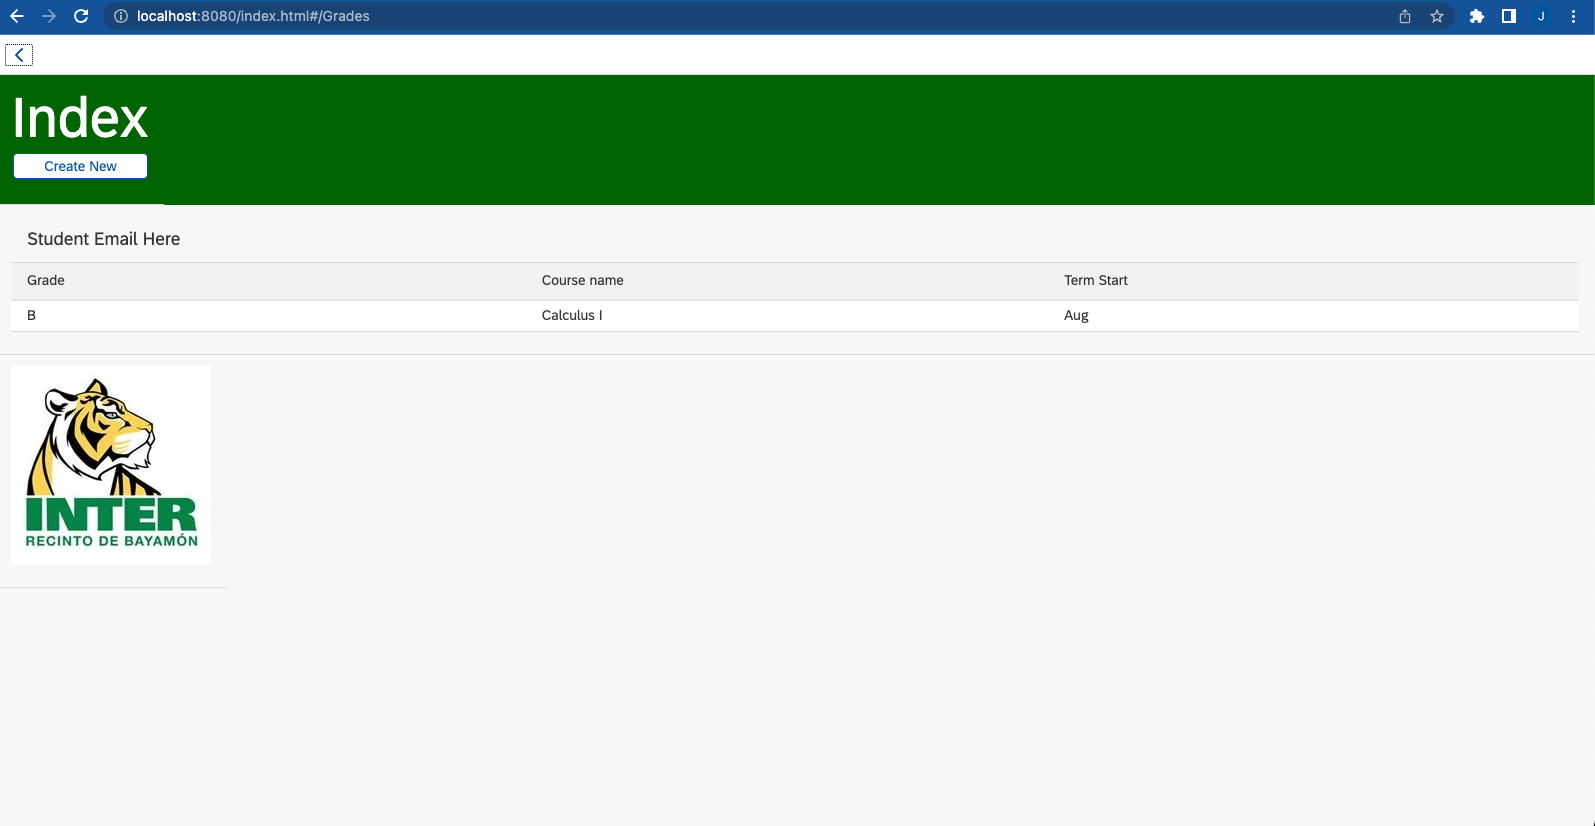 localhost:8080/index.html#/Grades
J
Index
Create New
Student Email Here
Grade Course name Term Start
B Calculus I Aug
INTER
RECINTO DE BAYAMÓN